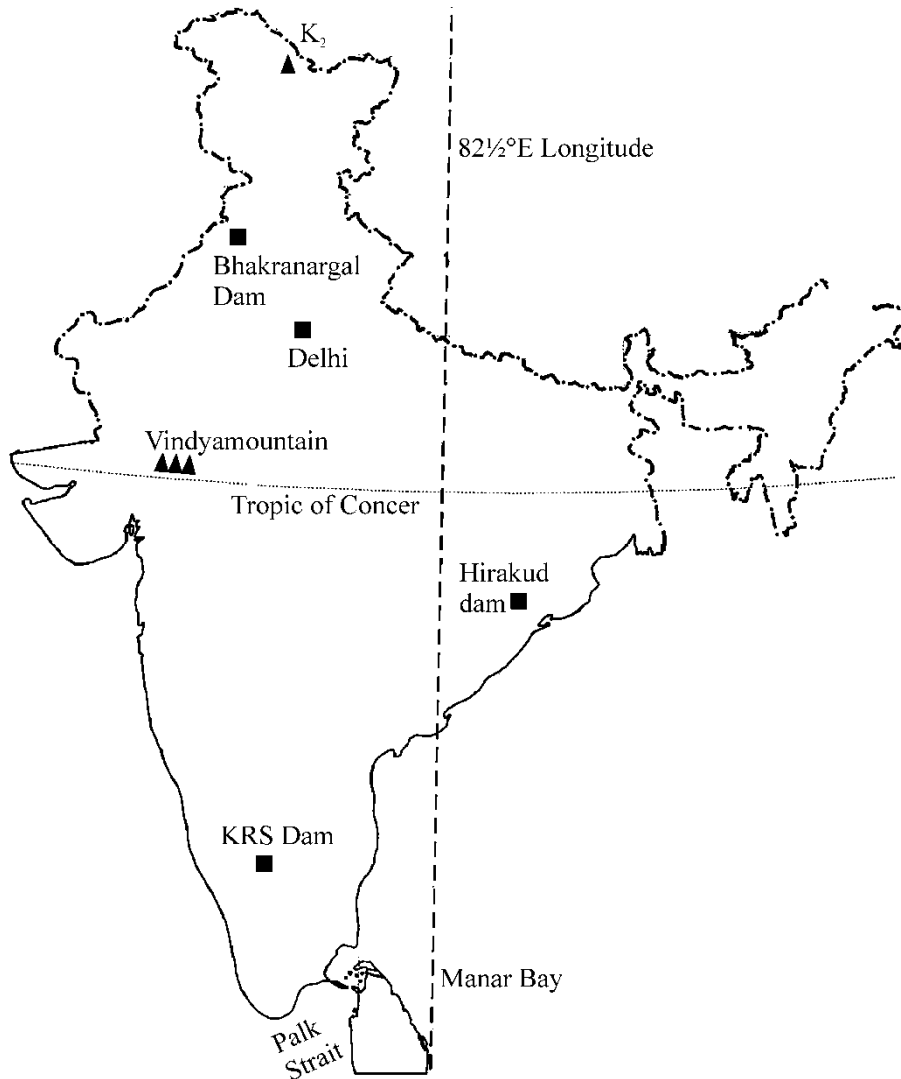 K₂
82½°E Longitude
Bhakranargal
Dam
Delhi
Vindyamountain
Tropic of Concer
Hirakud
dam
KRS Dam
Manar Bay
Palk
Strait